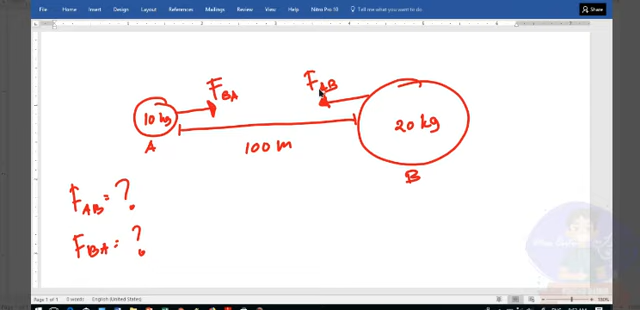 File Home Insert Design Layout References Mailings Review View Help Nitro Pro 10 Tell me what you want to do Share
F_BA F_AB
10 kg 20 kg
A 100 m B
F_AB = ?
F_BA = ?
Page 1 of 1 0 words English (United States) 100%